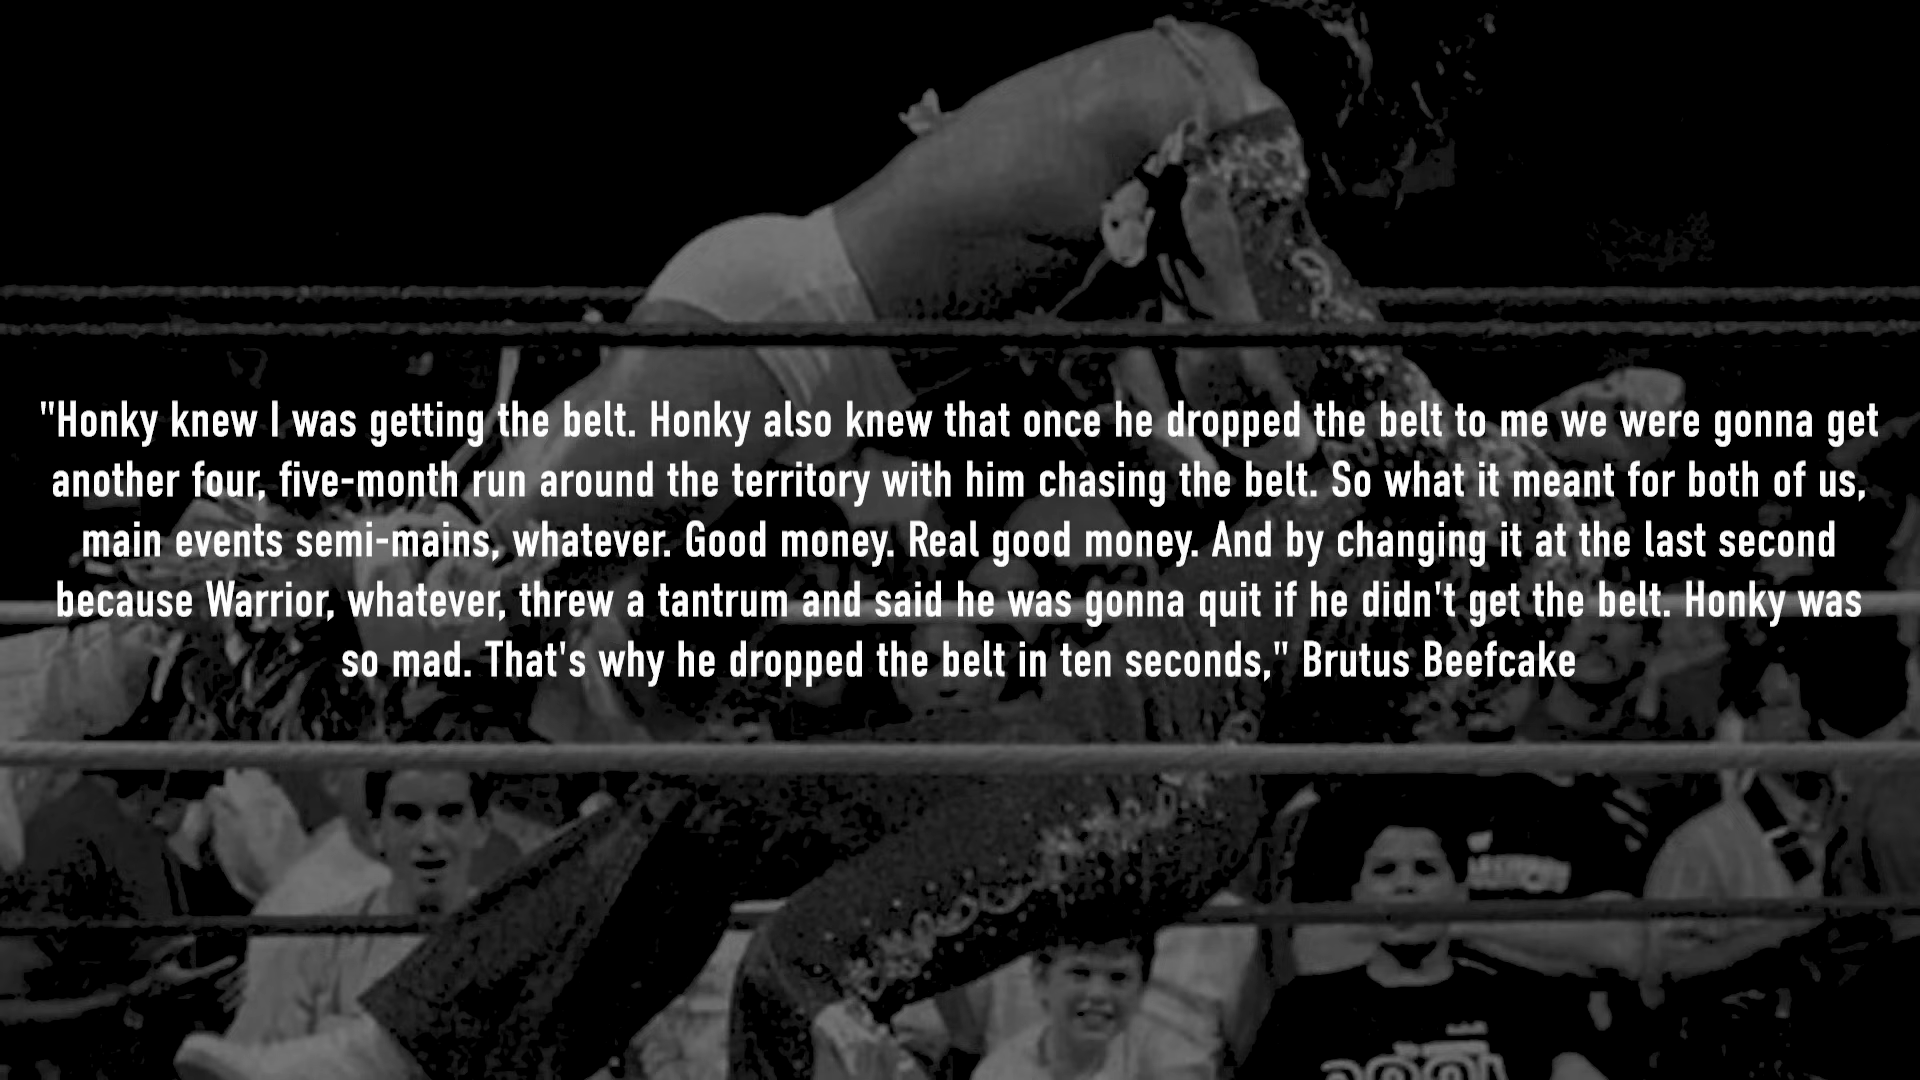 "Honky knew I was getting the belt. Honky also knew that once he dropped the belt to me we were gonna get
another four, five-month run around the territory with him chasing the belt. So what it meant for both of us,
main events semi-mains, whatever. Good money. Real good money. And by changing it at the last second
because Warrior, whatever, threw a tantrum and said he was gonna quit if he didn't get the belt. Honky was
so mad. That's why he dropped the belt in ten seconds," Brutus Beefcake